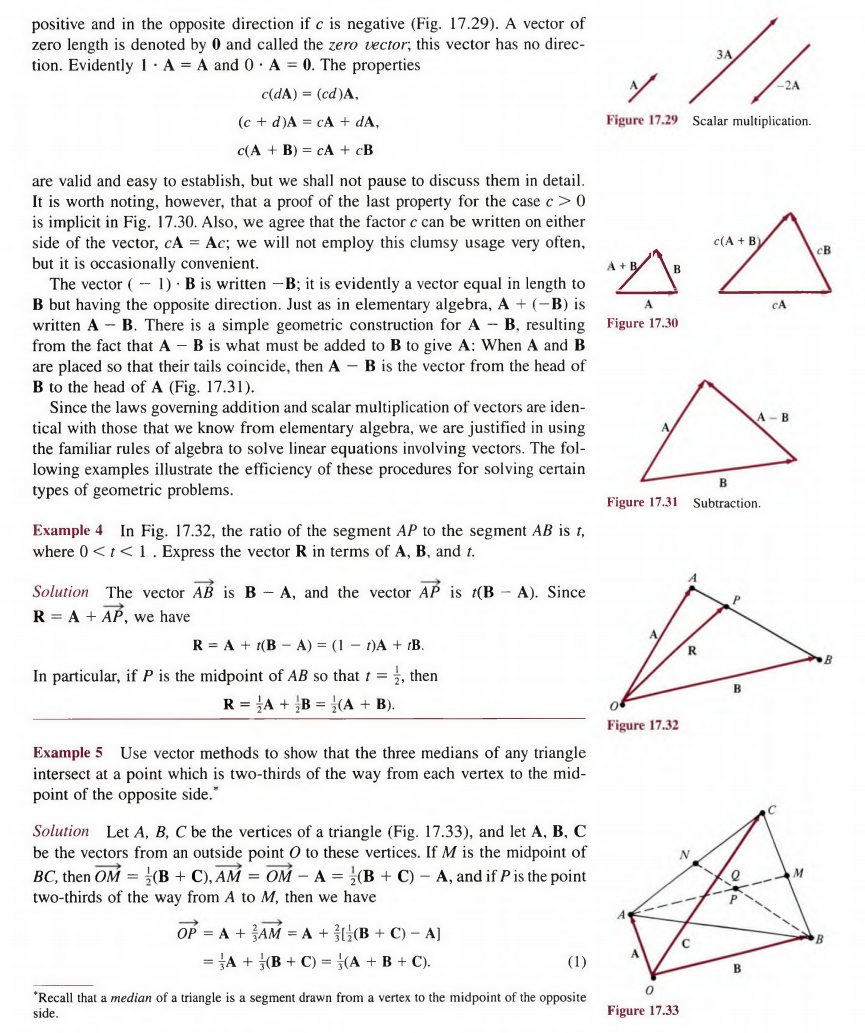 positive and in the opposite direction if c is negative (Fig. 17.29). A vector of
zero length is denoted by 0 and called the zero vector; this vector has no direc-
tion. Evidently 1 · A = A and 0 · A = 0. The properties
c(dA) = (cd)A,
(c + d)A = cA + dA,
c(A + B) = cA + cB
are valid and easy to establish, but we shall not pause to discuss them in detail.
It is worth noting, however, that a proof of the last property for the case c > 0
is implicit in Fig. 17.30. Also, we agree that the factor c can be written on either
side of the vector, cA = Ac; we will not employ this clumsy usage very often,
but it is occasionally convenient.
The vector ( − 1) · B is written −B; it is evidently a vector equal in length to
B but having the opposite direction. Just as in elementary algebra, A + (−B) is
written A − B. There is a simple geometric construction for A − B, resulting
from the fact that A − B is what must be added to B to give A: When A and B
are placed so that their tails coincide, then A − B is the vector from the head of
B to the head of A (Fig. 17.31).
Since the laws governing addition and scalar multiplication of vectors are iden-
tical with those that we know from elementary algebra, we are justified in using
the familiar rules of algebra to solve linear equations involving vectors. The fol-
lowing examples illustrate the efficiency of these procedures for solving certain
types of geometric problems.
Example 4 In Fig. 17.32, the ratio of the segment AP to the segment AB is t,
where 0 < t < 1 . Express the vector R in terms of A, B, and t.
Solution The vector A⃗B⃗ is B − A, and the vector A⃗P⃗ is t(B − A). Since
R = A + A⃗P⃗, we have
R = A + t(B − A) = (1 − t)A + tB.
In particular, if P is the midpoint of AB so that t = ½, then
R = ½A + ½B = ½(A + B).
Example 5 Use vector methods to show that the three medians of any triangle
intersect at a point which is two-thirds of the way from each vertex to the mid-
point of the opposite side.*
Solution Let A, B, C be the vertices of a triangle (Fig. 17.33), and let A, B, C
be the vectors from an outside point O to these vertices. If M is the midpoint of
BC, then O⃗M⃗ = ½(B + C), A⃗M⃗ = O⃗M⃗ − A = ½(B + C) − A, and if P is the point
two-thirds of the way from A to M, then we have
O⃗P⃗ = A + ⅔A⃗M⃗ = A + ⅔[½(B + C) − A]
= ⅓A + ⅓(B + C) = ⅓(A + B + C). (1)
*Recall that a median of a triangle is a segment drawn from a vertex to the midpoint of the opposite
side.
A 3A −2A
Figure 17.29 Scalar multiplication.
A + B B A c(A + B) cB cA
Figure 17.30
A A − B B
Figure 17.31 Subtraction.
A P A R B B O
Figure 17.32
C N Q M P A B A C B O
Figure 17.33